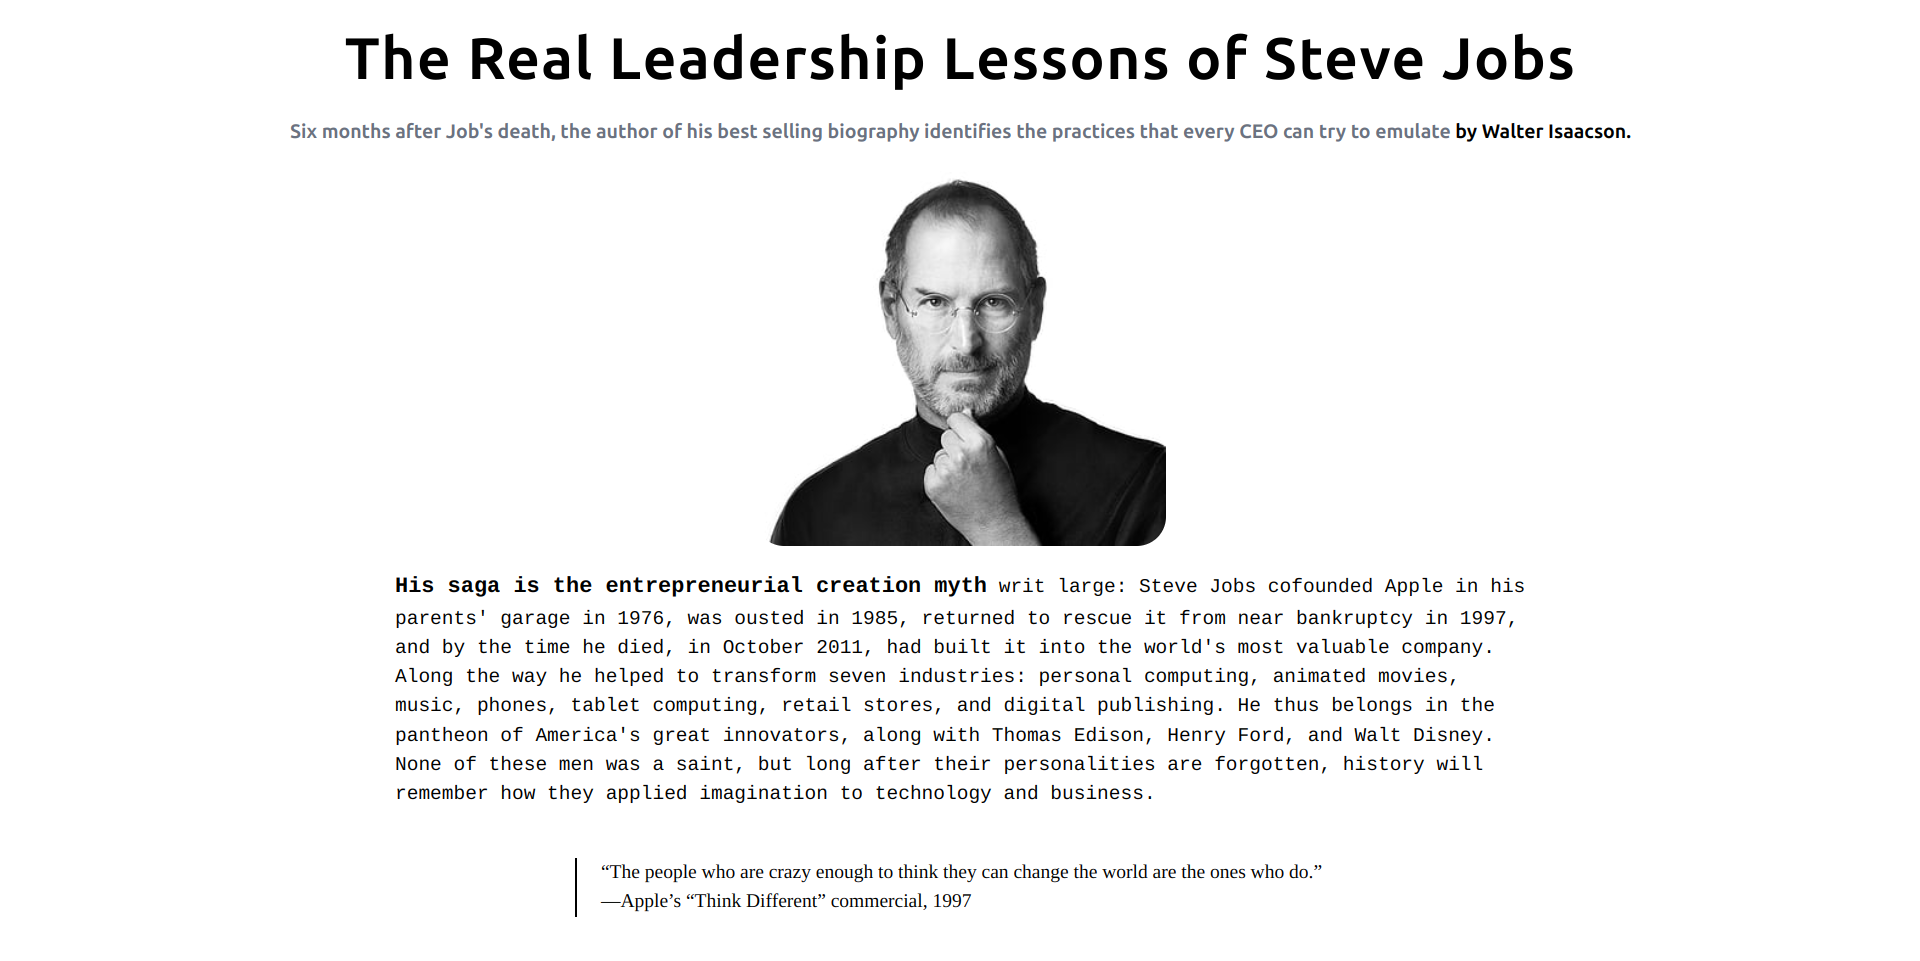 The Real Leadership Lessons of Steve Jobs
Six months after Job's death, the author of his best selling biography identifies the practices that every CEO can try to emulate by Walter Isaacson.
His saga is the entrepreneurial creation myth writ large: Steve Jobs cofounded Apple in his
parents' garage in 1976, was ousted in 1985, returned to rescue it from near bankruptcy in 1997,
and by the time he died, in October 2011, had built it into the world's most valuable company.
Along the way he helped to transform seven industries: personal computing, animated movies,
music, phones, tablet computing, retail stores, and digital publishing. He thus belongs in the
pantheon of America's great innovators, along with Thomas Edison, Henry Ford, and Walt Disney.
None of these men was a saint, but long after their personalities are forgotten, history will
remember how they applied imagination to technology and business.
“The people who are crazy enough to think they can change the world are the ones who do.”
—Apple’s “Think Different” commercial, 1997